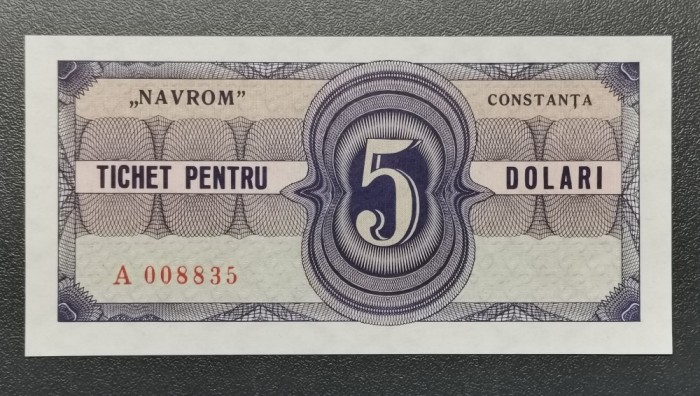 „NAVROM” CONSTANȚA
TICHET PENTRU 5 DOLARI
A 008835